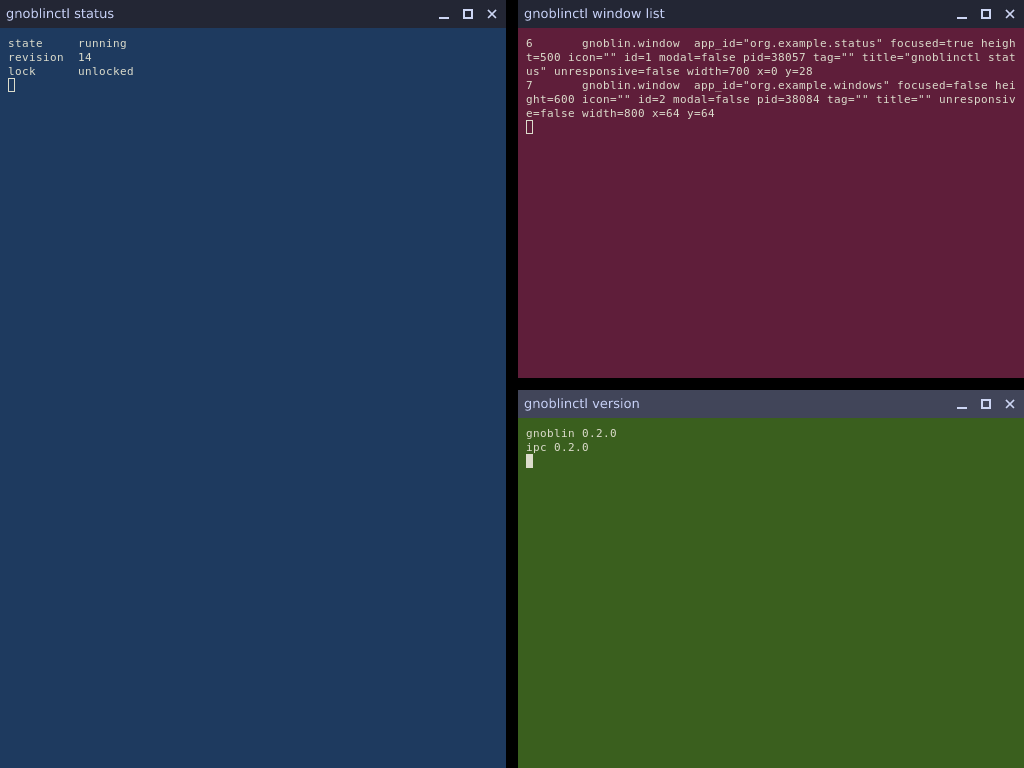 gnoblinctl status
state     running
revision  14
lock      unlocked
gnoblinctl window list
6       gnoblin.window  app_id="org.example.status" focused=true heigh
t=500 icon="" id=1 modal=false pid=38057 tag="" title="gnoblinctl stat
us" unresponsive=false width=700 x=0 y=28
7       gnoblin.window  app_id="org.example.windows" focused=false hei
ght=600 icon="" id=2 modal=false pid=38084 tag="" title="" unresponsiv
e=false width=800 x=64 y=64
gnoblinctl version
gnoblin 0.2.0
ipc 0.2.0